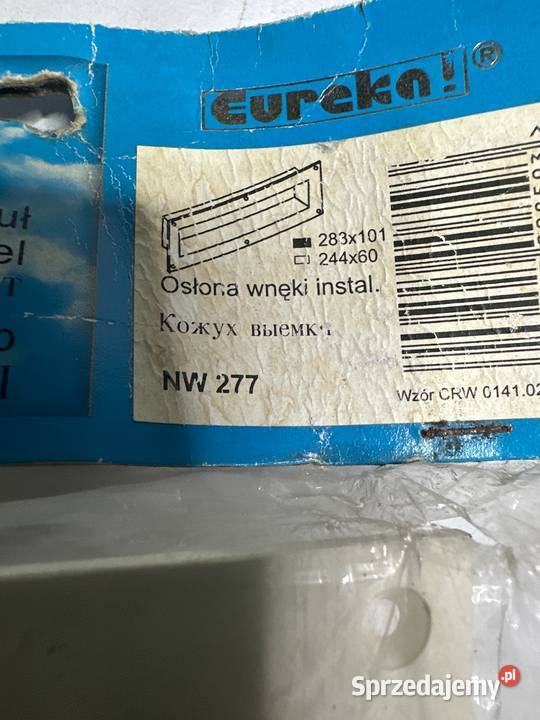 Eureka!®
283x101
244x60
Osłona wnęki instal.
Кожух выемки
NW 277
Wzór CRW 0141.02
Sprzedajemy.pl